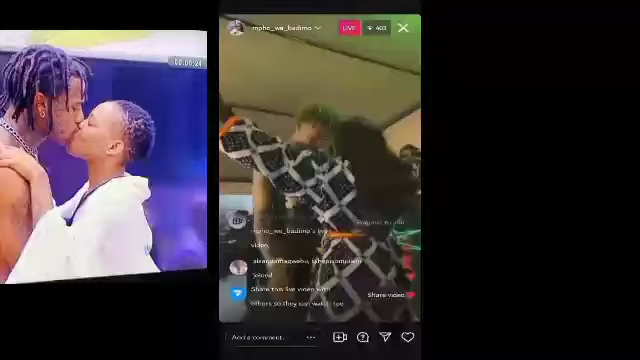 00:00:24
mpho_wa_badimo
LIVE
403
Request to join
mpho_wa_badimo's live
video.
joined
Share this live video with
others so they can watch too.
Share video
Add a comment...